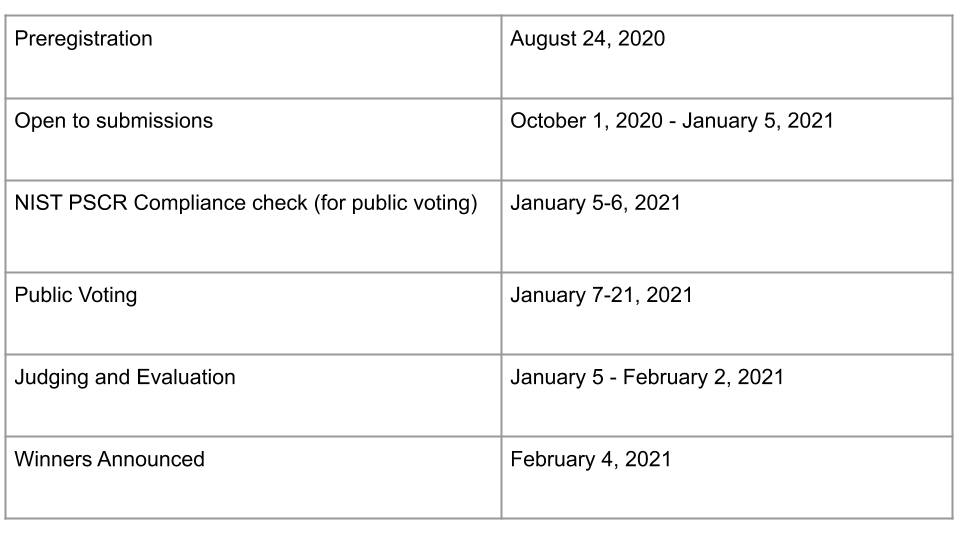 Preregistration August 24, 2020
Open to submissions October 1, 2020 - January 5, 2021
NIST PSCR Compliance check (for public voting) January 5-6, 2021
Public Voting January 7-21, 2021
Judging and Evaluation January 5 - February 2, 2021
Winners Announced February 4, 2021